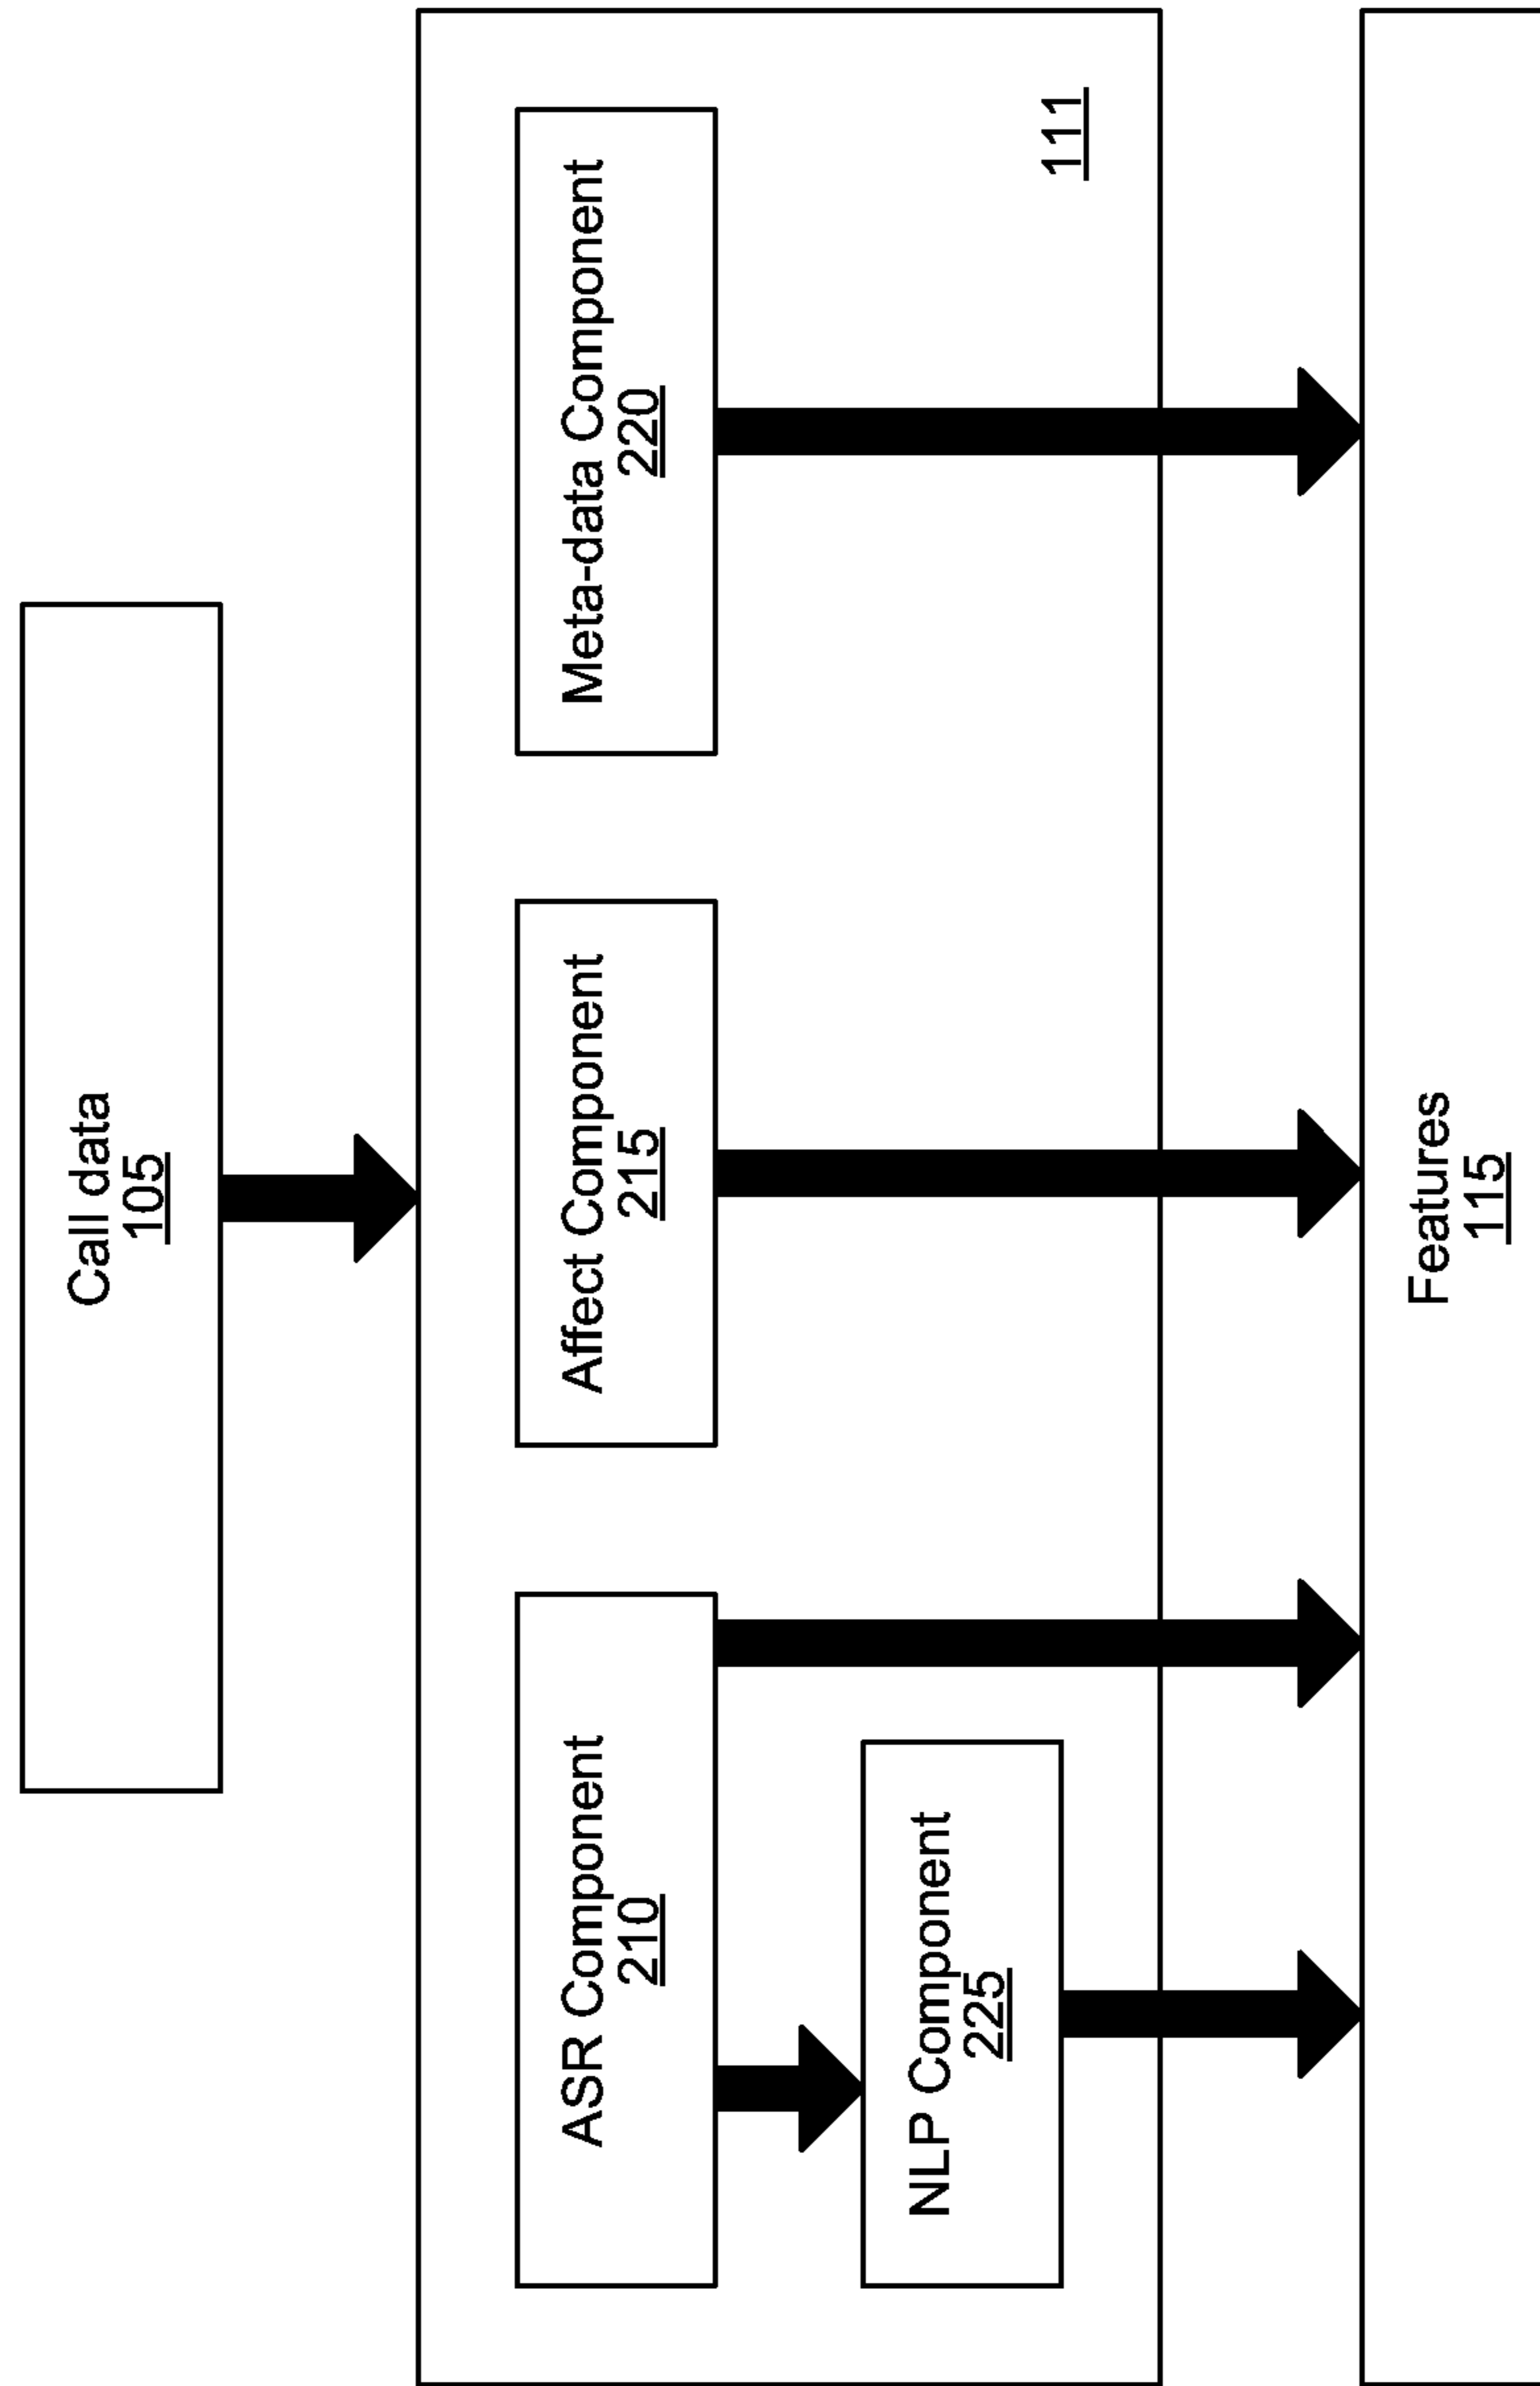 Call data
105
ASR Component
210
Affect Component
215
Meta-data Component
220
NLP Component
225
111
Features
115